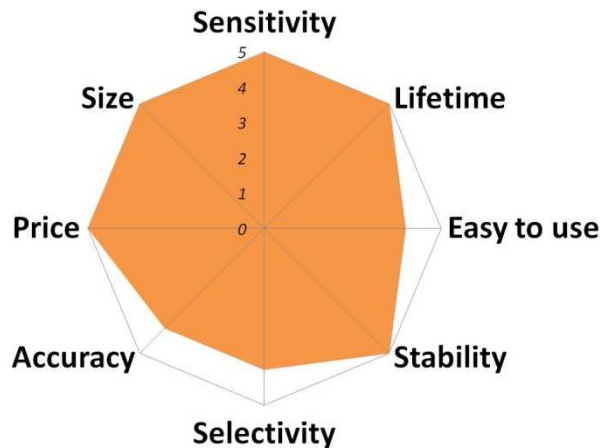 Sensitivity
5
Size
Lifetime
4
3
2
1
Price
0
Easy to use
Accuracy
Stability
Selectivity